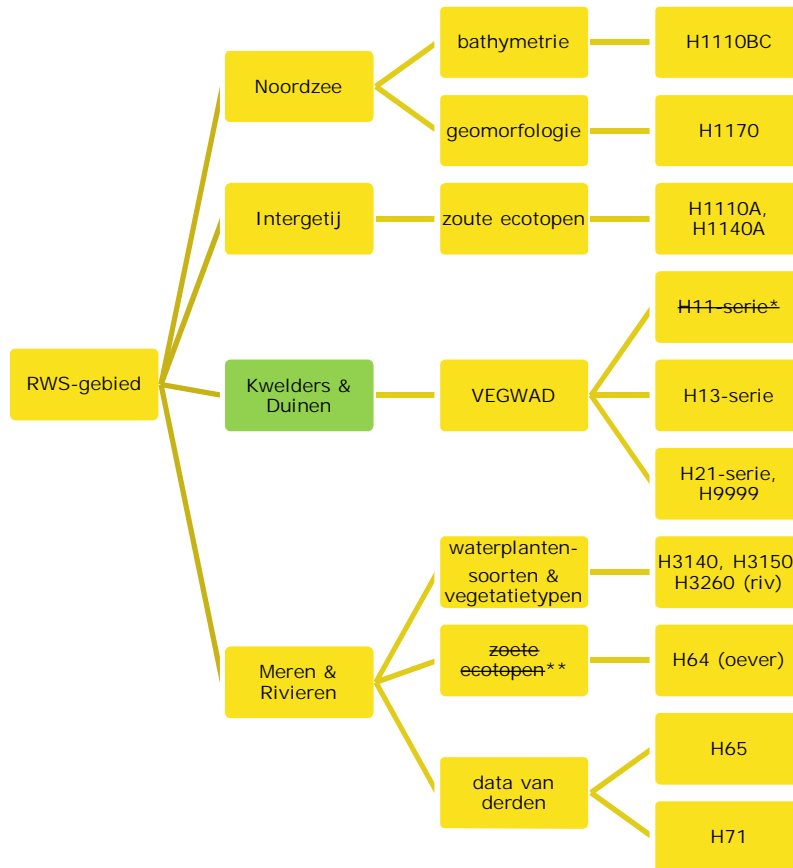 RWS-gebied
Noordzee
bathymetrie
H1110BC
geomorfologie
H1170
Intergetij
zoute ecotopen
H1110A,
H1140A
Kwelders &
Duinen
VEGWAD
H11-serie*
H13-serie
H21-serie,
H9999
Meren &
Rivieren
waterplanten-
soorten &
vegetatietypen
H3140, H3150
H3260 (riv)
zoete
ecotopen**
H64 (oever)
data van
derden
H65
H71